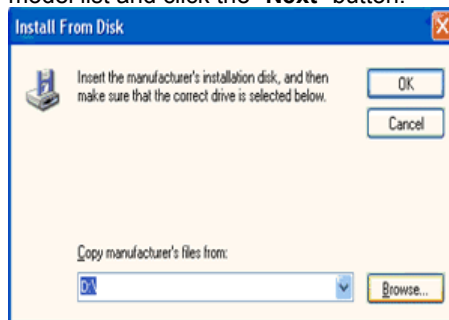 model list and click the "Next" button.
Install From Disk
Insert the manufacturer's installation disk, and then
make sure that the correct drive is selected below.
OK
Cancel
Copy manufacturer's files from:
D:\
Browse...